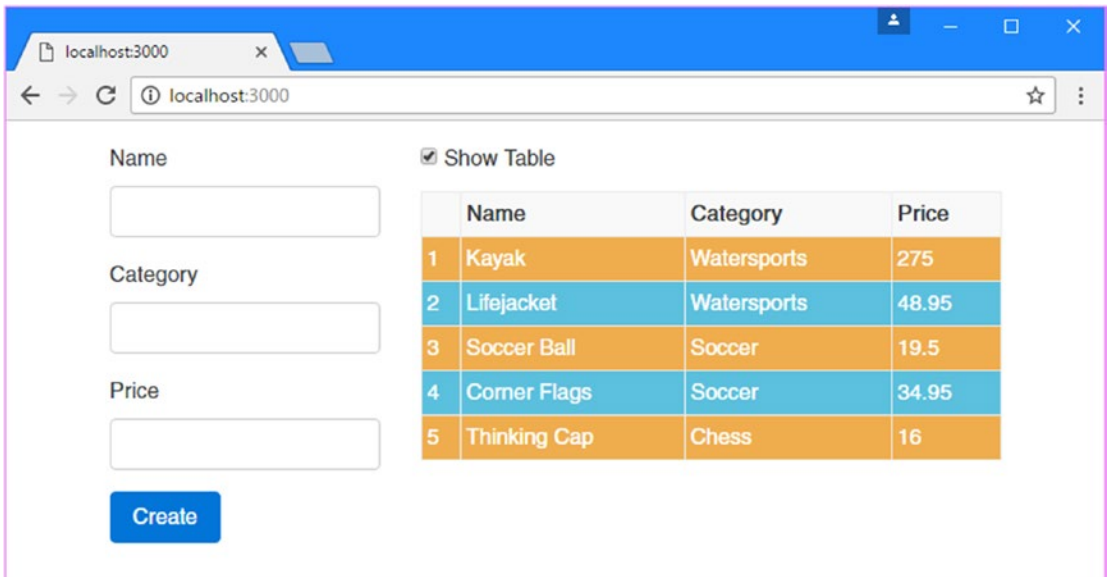 localhost:3000
localhost:3000
Name
Category
Price
Create
Show Table
Name Category Price
1 Kayak Watersports 275
2 Lifejacket Watersports 48.95
3 Soccer Ball Soccer 19.5
4 Corner Flags Soccer 34.95
5 Thinking Cap Chess 16